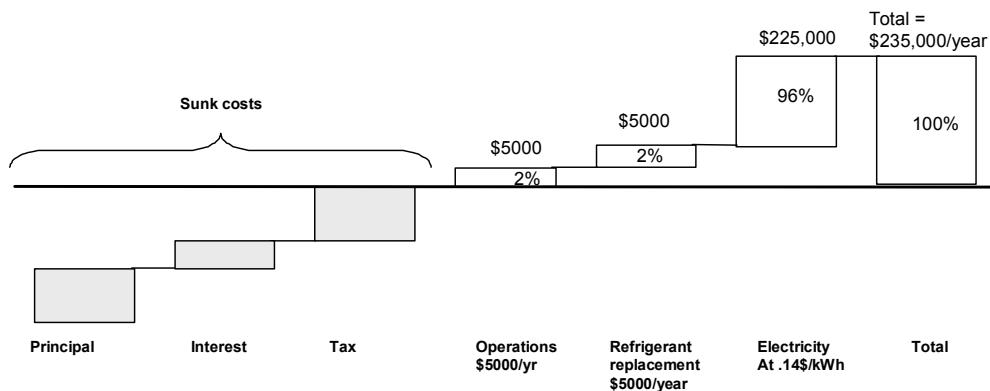 Total =
$235,000/year
$225,000
Sunk costs
$5000
$5000
96%
100%
2%
2%
Principal
Interest
Tax
Operations
$5000/yr
Refrigerant
replacement
$5000/year
Electricity
At .14$/kWh
Total